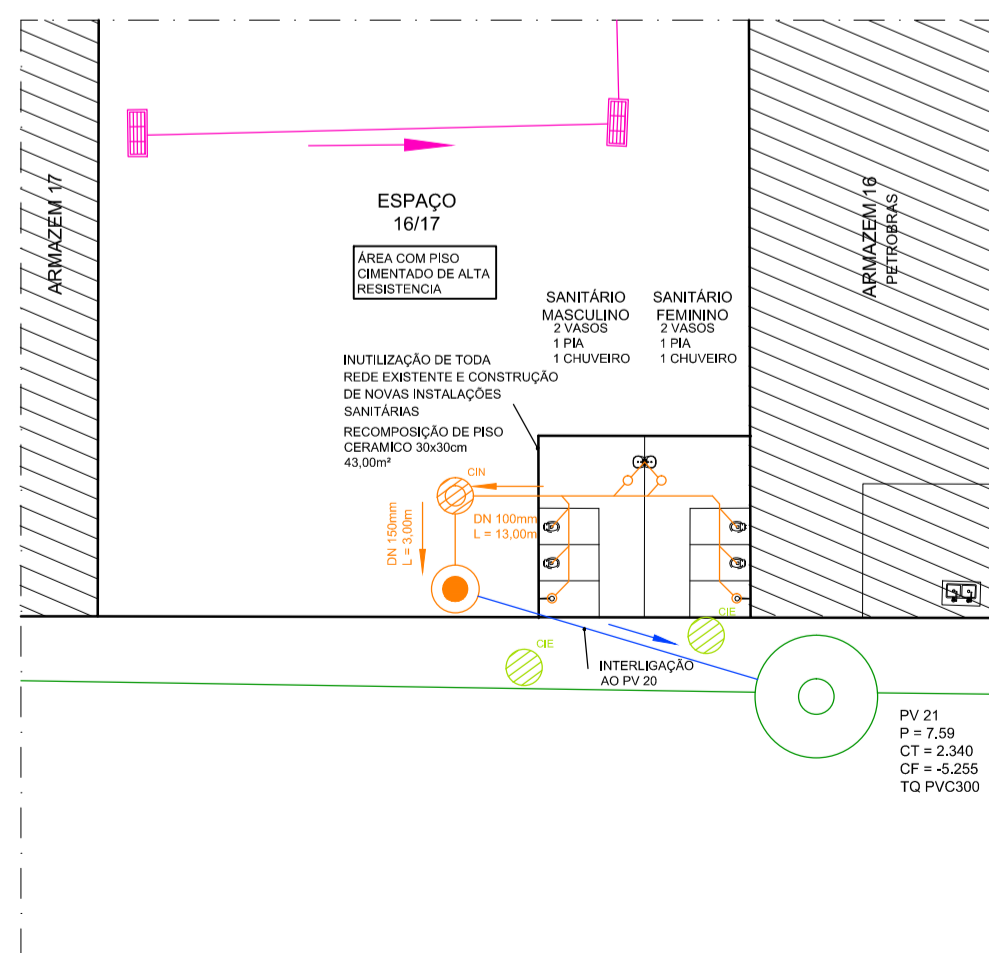 ARMAZEM 17
ESPAÇO
16/17
ÁREA COM PISO
CIMENTADO DE ALTA
RESISTENCIA
ARMAZEM 16
PETROBRAS
SANITÁRIO
MASCULINO
2 VASOS
1 PIA
1 CHUVEIRO
SANITÁRIO
FEMININO
2 VASOS
1 PIA
1 CHUVEIRO
INUTILIZAÇÃO DE TODA
REDE EXISTENTE E CONSTRUÇÃO
DE NOVAS INSTALAÇÕES
SANITÁRIAS
RECOMPOSIÇÃO DE PISO
CERAMICO 30x30cm
43,00m²
CIN
DN 150mm
L = 3,00m
DN 100mm
L = 13,00m
CIE
CIE
INTERLIGAÇÃO
AO PV 20
PV 21
P = 7.59
CT = 2.340
CF = -5.255
TQ PVC300